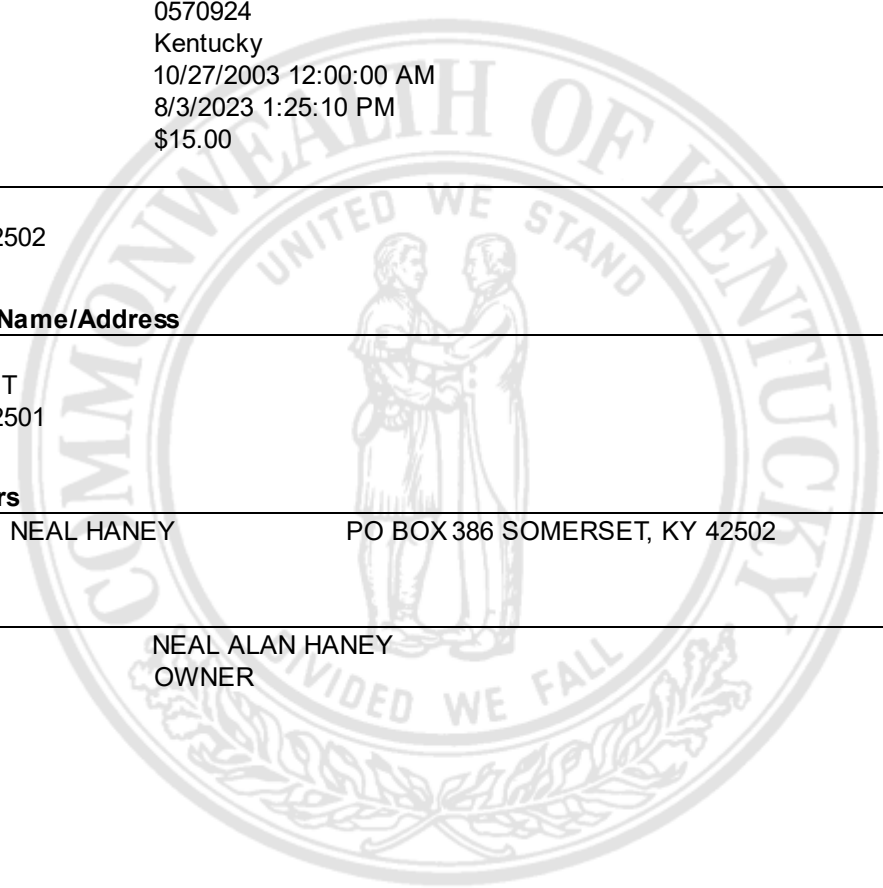 0570924
Kentucky
10/27/2003 12:00:00 AM
8/3/2023 1:25:10 PM
$15.00
COMMONWEALTH OF KENTUCKY
UNITED WE STAND
2502
Name/Address
T
2501
rs
NEAL HANEY PO BOX 386 SOMERSET, KY 42502
NEAL ALAN HANEY
OWNER
DIVIDED WE FALL